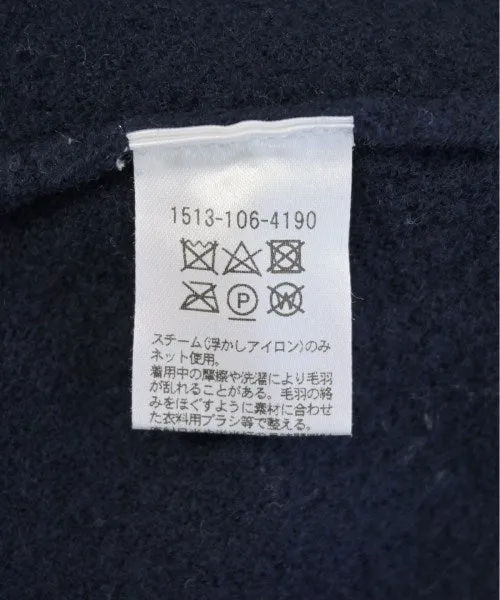 1513-106-4190
P W
スチーム(浮かしアイロン)のみ
ネット使用。
着用中の摩擦や洗濯により毛羽
が乱れることがある。毛羽の絡
みをほぐすように素材に合わせ
た衣料用ブラシ等で整える。